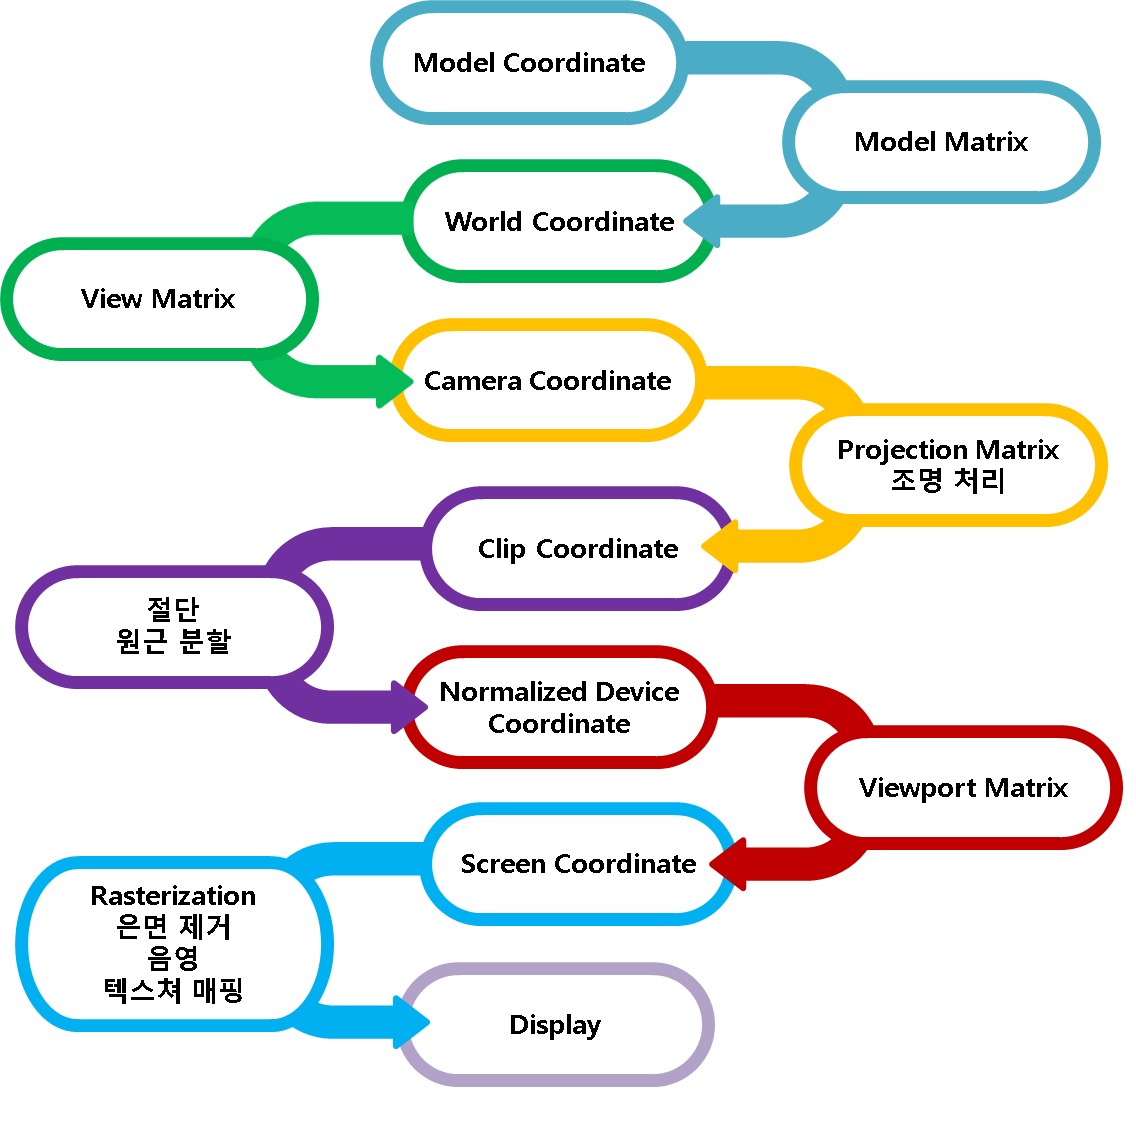 Model Coordinate
Model Matrix
World Coordinate
View Matrix
Camera Coordinate
Projection Matrix
조명 처리
Clip Coordinate
절단
원근 분할
Normalized Device
Coordinate
Viewport Matrix
Screen Coordinate
Rasterization
은면 제거
음영
텍스쳐 매핑
Display